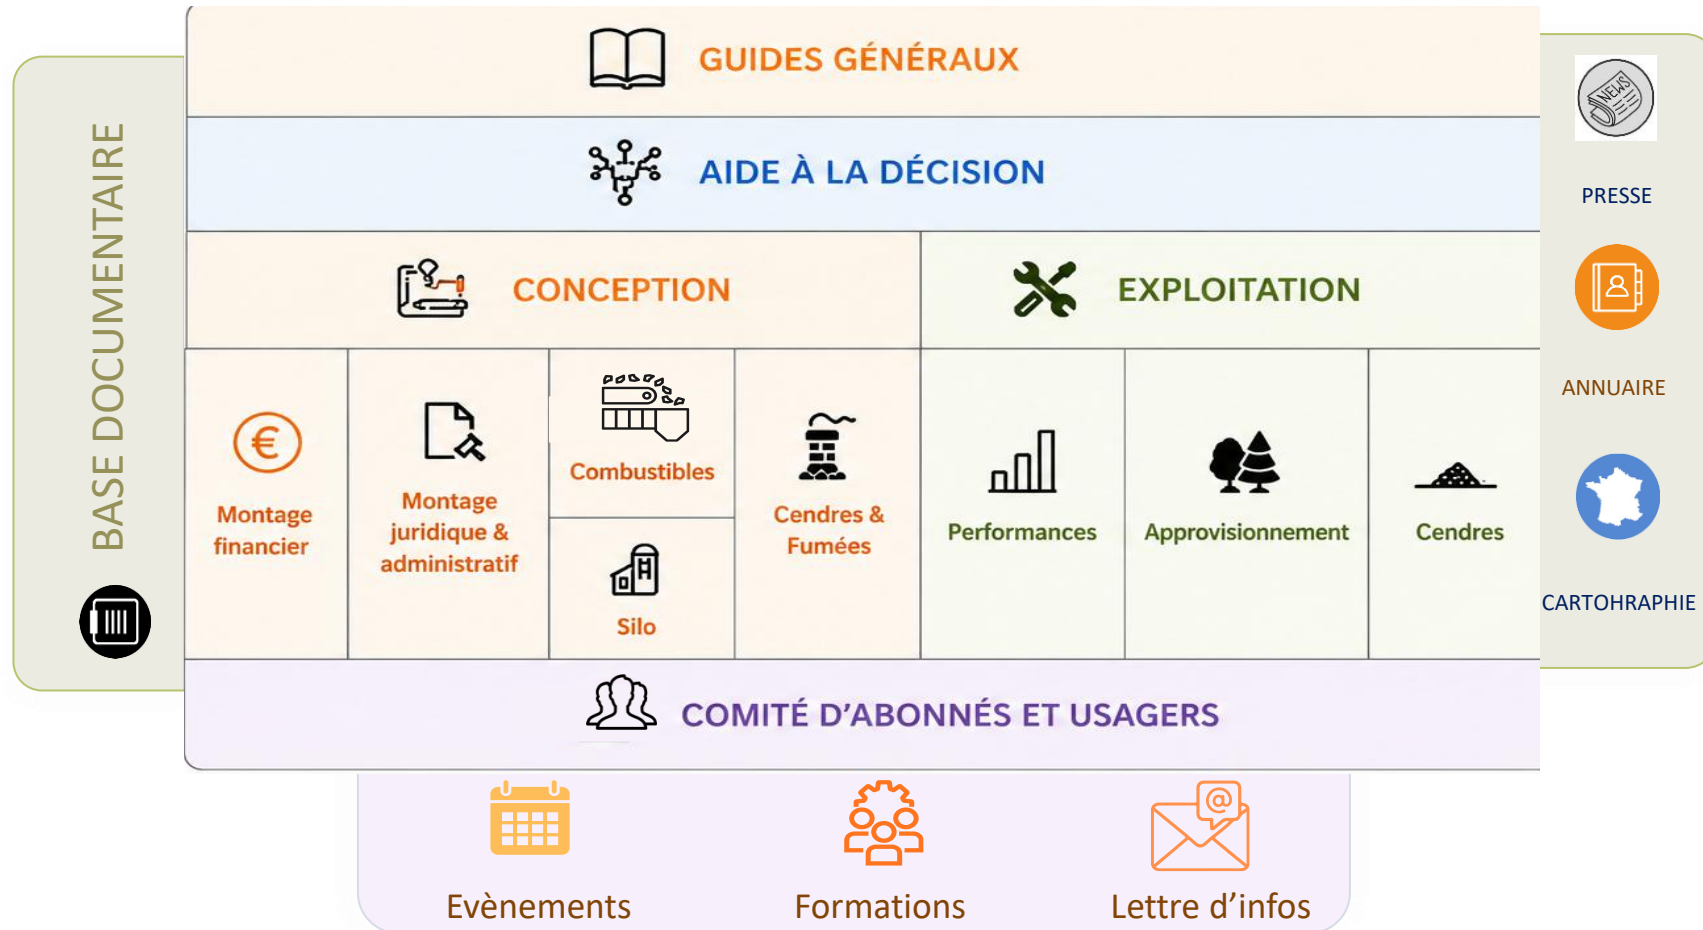 BASE DOCUMENTAIRE
GUIDES GÉNÉRAUX
AIDE À LA DÉCISION
CONCEPTION
EXPLOITATION
€
Montage
financier
Montage
juridique &
administratif
Combustibles
Silo
Cendres &
Fumées
Performances
Approvisionnement
Cendres
COMITÉ D'ABONNÉS ET USAGERS
NEWS
PRESSE
ANNUAIRE
CARTOHRAPHIE
@
Evènements
Formations
Lettre d’infos